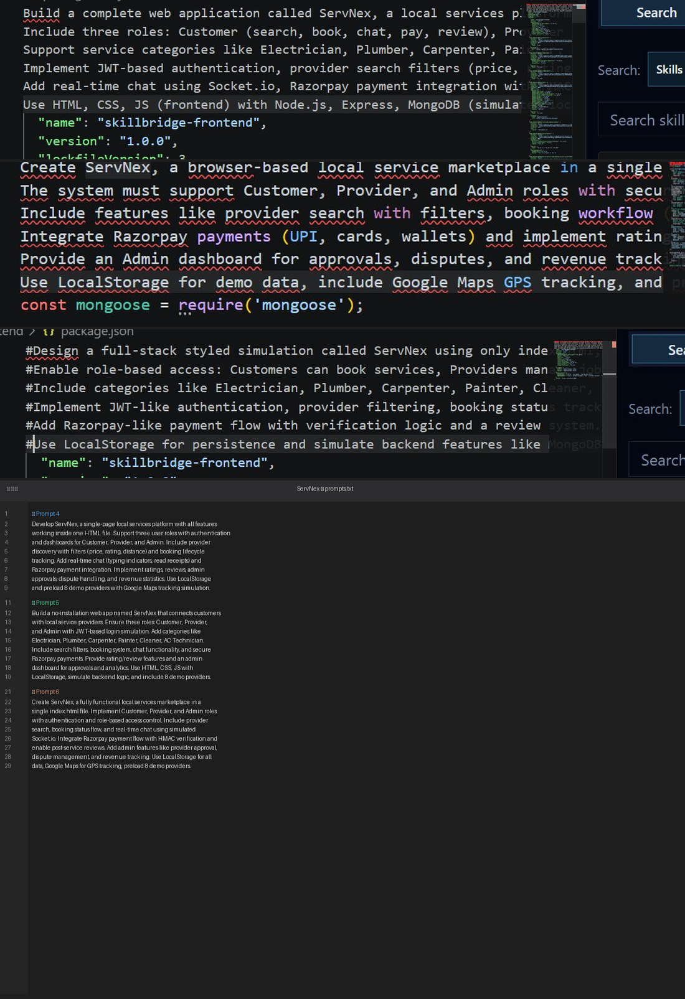 Build a complete web application called ServNex, a local services platform
Search
Include three roles: Customer (search, book, chat, pay, review), Provider
Support service categories like Electrician, Plumber, Carpenter, Pai
Implement JWT-based authentication, provider search filters (price,
Search: Skills
Add real-time chat using Socket.io, Razorpay payment integration wit
Use HTML, CSS, JS (frontend) with Node.js, Express, MongoDB (simula
"name": "skillbridge-frontend",
Search skill
"version": "1.0.0",
"lockfileVersion": 3
Create ServNex, a browser-based local service marketplace in a single
The system must support Customer, Provider, and Admin roles with secu
Include features like provider search with filters, booking workflow (
Integrate Razorpay payments (UPI, cards, wallets) and implement rating
Provide an Admin dashboard for approvals, disputes, and revenue track
Use LocalStorage for demo data, include Google Maps GPS tracking, and pr
const mongoose = require('mongoose');
tend > {} package.json
#Design a full-stack styled simulation called ServNex using only index.html,
Sea
#Enable role-based access: Customers can book services, Providers man job
#Include categories like Electrician, Plumber, Carpenter, Painter, Cleaner,
#Implement JWT-like authentication, provider filtering, booking status track
Search:
#Add Razorpay-like payment flow with verification logic and a review system.
#Use LocalStorage for persistence and simulate backend features like MongoDB
"name": "skillbridge-frontend",
Search
ServNex prompts.txt
1 Prompt 4
2 Develop ServNex, a single-page local services platform with all features
3 working inside one HTML file. Support three user roles with authentication
4 and dashboards for Customer, Provider, and Admin. Include provider
5 discovery with filters (price, rating, distance) and booking lifecycle
6 tracking. Add real-time chat (typing indicators, read receipts) and
7 Razorpay payment integration. Implement ratings, reviews, admin
8 approvals, dispute handling, and revenue statistics. Use LocalStorage
9 and preload 8 demo providers with Google Maps tracking simulation.
11 Prompt 5
12 Build a no-installation web app named ServNex that connects customers
13 with local service providers. Ensure three roles: Customer, Provider,
14 and Admin with JWT-based login simulation. Add categories like
15 Electrician, Plumber, Carpenter, Painter, Cleaner, AC Technician.
16 Include search filters, booking system, chat functionality, and secure
17 Razorpay payments. Provide rating/review features and an admin
18 dashboard for approvals and analytics. Use HTML, CSS, JS with
19 LocalStorage, simulate backend logic, and include 8 demo providers.
21 Prompt 6
22 Create ServNex, a fully functional local services marketplace in a
23 single index.html file. Implement Customer, Provider, and Admin roles
24 with authentication and role-based access control. Include provider
25 search, booking status flow, and real-time chat using simulated
26 Socket.io. Integrate Razorpay payment flow with HMAC verification and
27 enable post-service reviews. Add admin features like provider approval,
28 dispute management, and revenue tracking. Use LocalStorage for all
29 data, Google Maps for GPS tracking, preload 8 demo providers.